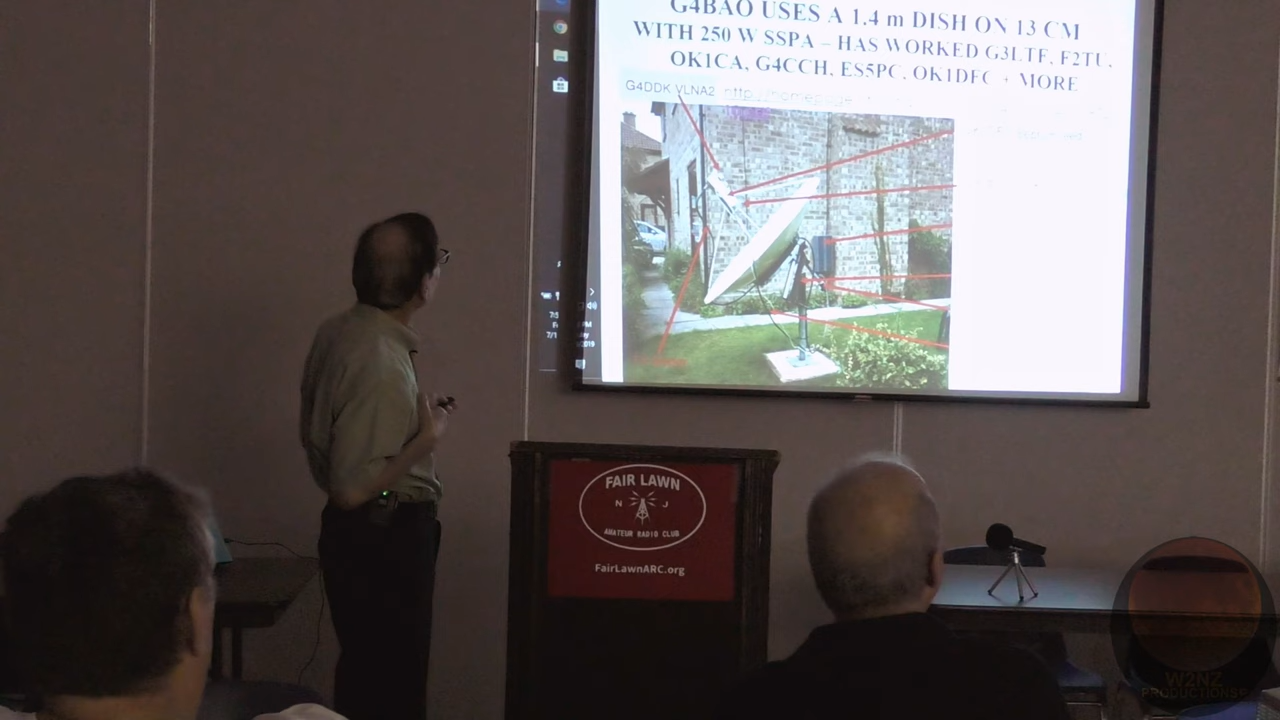 G4BAO USES A 1.4 m DISH ON 13 CM
WITH 250 W SSPA – HAS WORKED G3LTF, F2TU,
OK1CA, G4CCH, ES5PC, OK1DFC + MORE
G4DDK VLNA2
FAIR LAWN
N J
AMATEUR RADIO CLUB
FairLawnARC.org
W2NZ
PRODUCTIONS